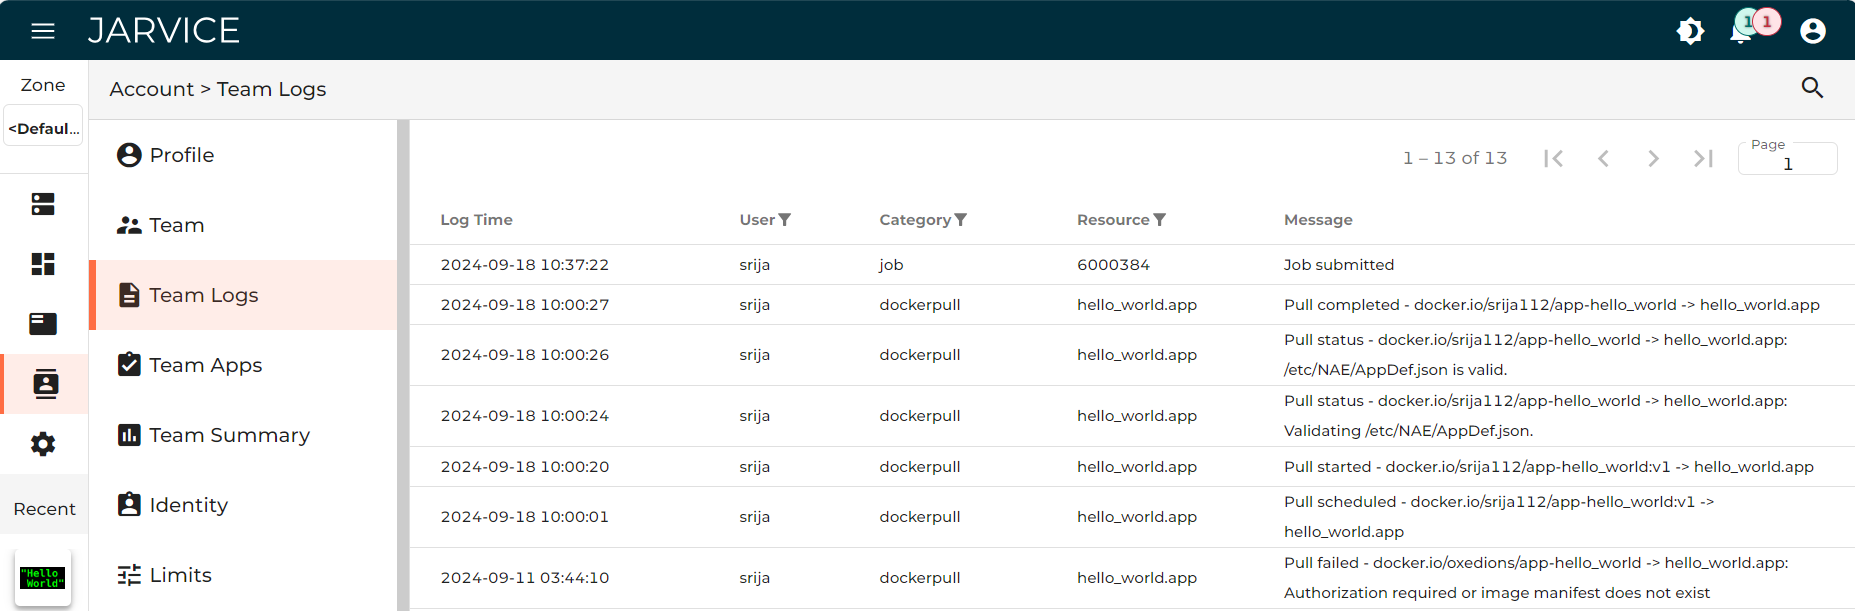 JARVICE
1 1
Zone
<Defaul...
Account > Team Logs
Profile
Team
Team Logs
Team Apps
Team Summary
Identity
Limits
Recent
"Hello
World"
1 – 13 of 13
Page
1
Log Time User Category Resource Message
2024-09-18 10:37:22 srija job 6000384 Job submitted
2024-09-18 10:00:27 srija dockerpull hello_world.app Pull completed - docker.io/srija112/app-hello_world -> hello_world.app
2024-09-18 10:00:26 srija dockerpull hello_world.app Pull status - docker.io/srija112/app-hello_world -> hello_world.app:
/etc/NAE/AppDef.json is valid.
2024-09-18 10:00:24 srija dockerpull hello_world.app Pull status - docker.io/srija112/app-hello_world -> hello_world.app:
Validating /etc/NAE/AppDef.json.
2024-09-18 10:00:20 srija dockerpull hello_world.app Pull started - docker.io/srija112/app-hello_world:v1 -> hello_world.app
2024-09-18 10:00:01 srija dockerpull hello_world.app Pull scheduled - docker.io/srija112/app-hello_world:v1 ->
hello_world.app
2024-09-11 03:44:10 srija dockerpull hello_world.app Pull failed - docker.io/oxedions/app-hello_world -> hello_world.app:
Authorization required or image manifest does not exist